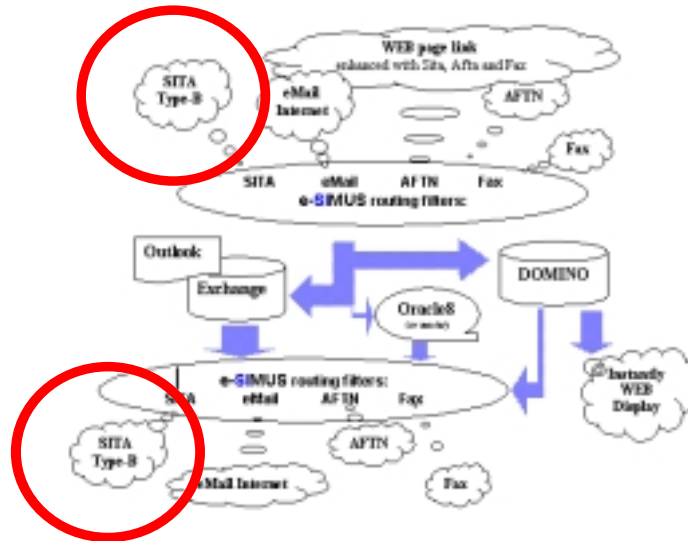 WEB page link
enhanced with Sita, Aftn and Fax
SITA
Type-B
eMail
Internet
AFTN
Fax
SITA eMail AFTN Fax
e-SIMUS routing filters:
Outlook
Exchange
DOMINO
Oracle8
e-SIMUS routing filters:
SITA eMail AFTN Fax
Instantly
WEB
Display
SITA
Type-B
AFTN
eMail Internet
Fax